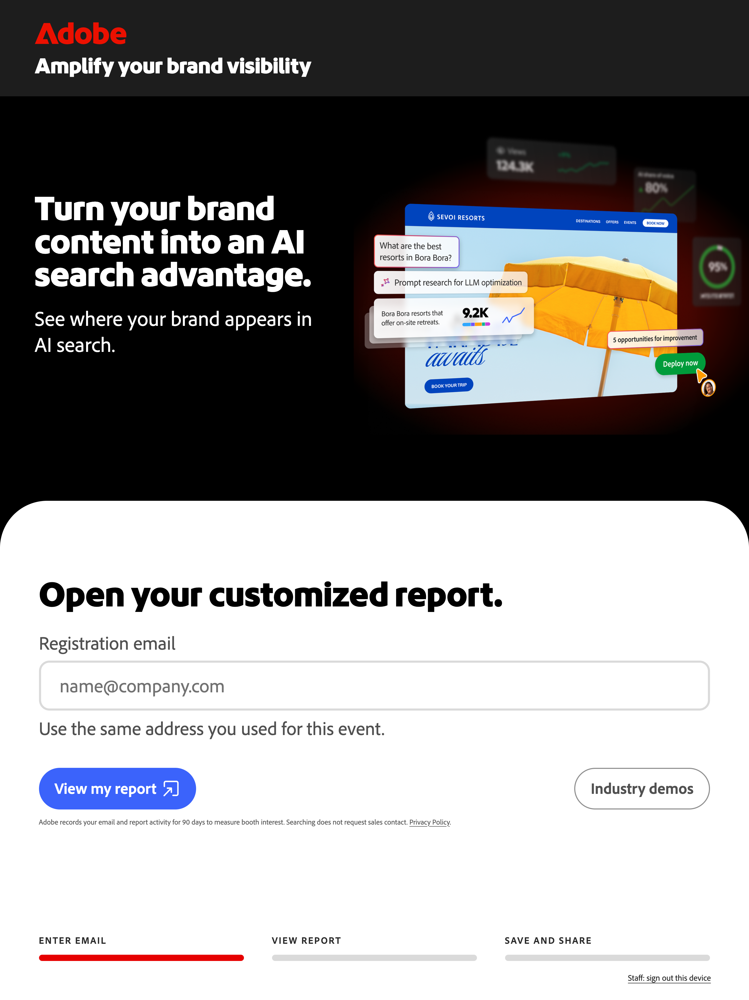 Adobe
Amplify your brand visibility
Turn your brand
content into an AI
search advantage.
See where your brand appears in
AI search.
Views
124.3K
AI share of voice
80%
SEVOI RESORTS
DESTINATIONS
OFFERS
EVENTS
BOOK NOW
What are the best
resorts in Bora Bora?
95%
Prompt research for LLM optimization
Bora Bora resorts that
offer on-site retreats.
9.2K
5 opportunities for improvement
awaits
Deploy now
BOOK YOUR TRIP
Open your customized report.
Registration email
name@company.com
Use the same address you used for this event.
View my report
Industry demos
Adobe records your email and report activity for 90 days to measure booth interest. Searching does not request sales contact. Privacy Policy.
ENTER EMAIL
VIEW REPORT
SAVE AND SHARE
Staff: sign out this device